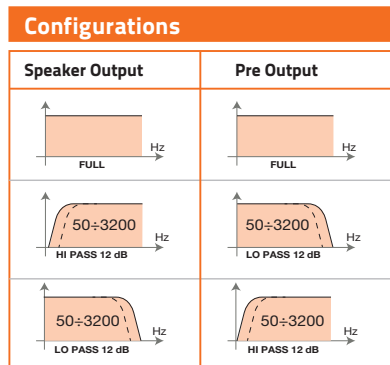 Configurations
Speaker Output Pre Output
Hz Hz
FULL FULL
50÷3200 Hz 50÷3200 Hz
HI PASS 12 dB LO PASS 12 dB
50÷3200 Hz 50÷3200 Hz
LO PASS 12 dB HI PASS 12 dB